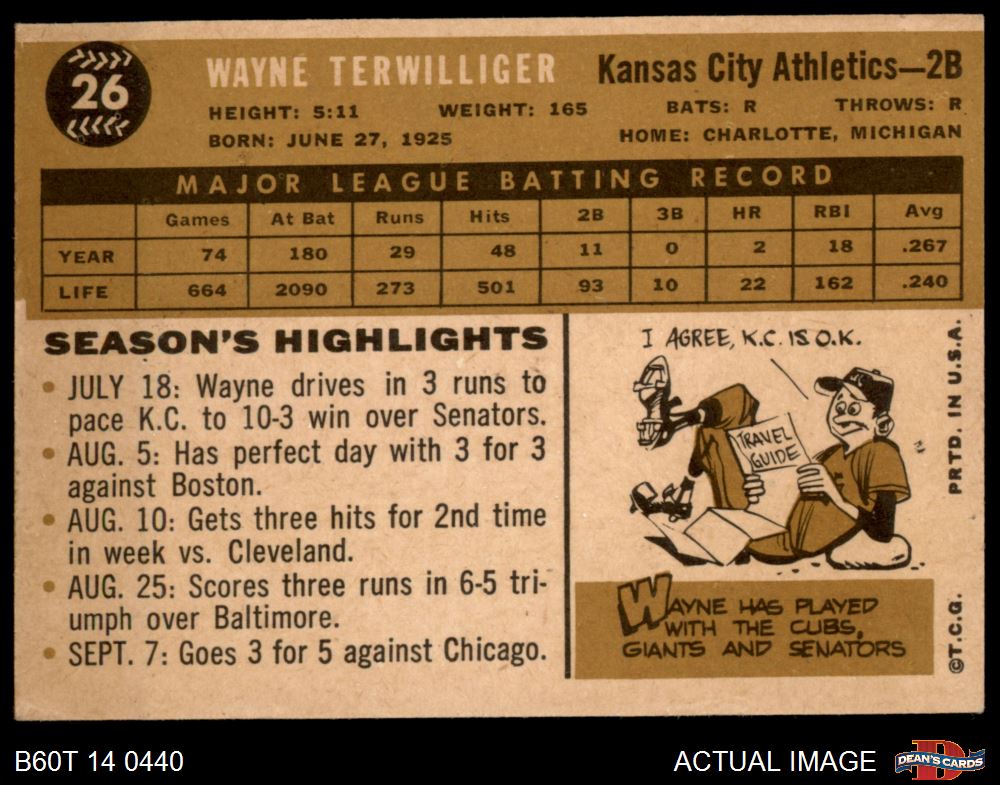 26
WAYNE TERWILLIGER
Kansas City Athletics—2B
HEIGHT: 5:11 WEIGHT: 165 BATS: R THROWS: R
BORN: JUNE 27, 1925 HOME: CHARLOTTE, MICHIGAN
MAJOR LEAGUE BATTING RECORD
Games At Bat Runs Hits 2B 3B HR RBI Avg
YEAR 74 180 29 48 11 0 2 18 .267
LIFE 664 2090 273 501 93 10 22 162 .240
SEASON'S HIGHLIGHTS
• JULY 18: Wayne drives in 3 runs to
pace K.C. to 10-3 win over Senators.
• AUG. 5: Has perfect day with 3 for 3
against Boston.
• AUG. 10: Gets three hits for 2nd time
in week vs. Cleveland.
• AUG. 25: Scores three runs in 6-5 tri-
umph over Baltimore.
• SEPT. 7: Goes 3 for 5 against Chicago.
I AGREE, K.C. IS O.K.
TRAVEL
GUIDE
WAYNE HAS PLAYED
WITH THE CUBS,
GIANTS AND SENATORS
©T.C.G. PRTD. IN U.S.A.
B60T 14 0440
ACTUAL IMAGE
D
DEAN'S CARDS